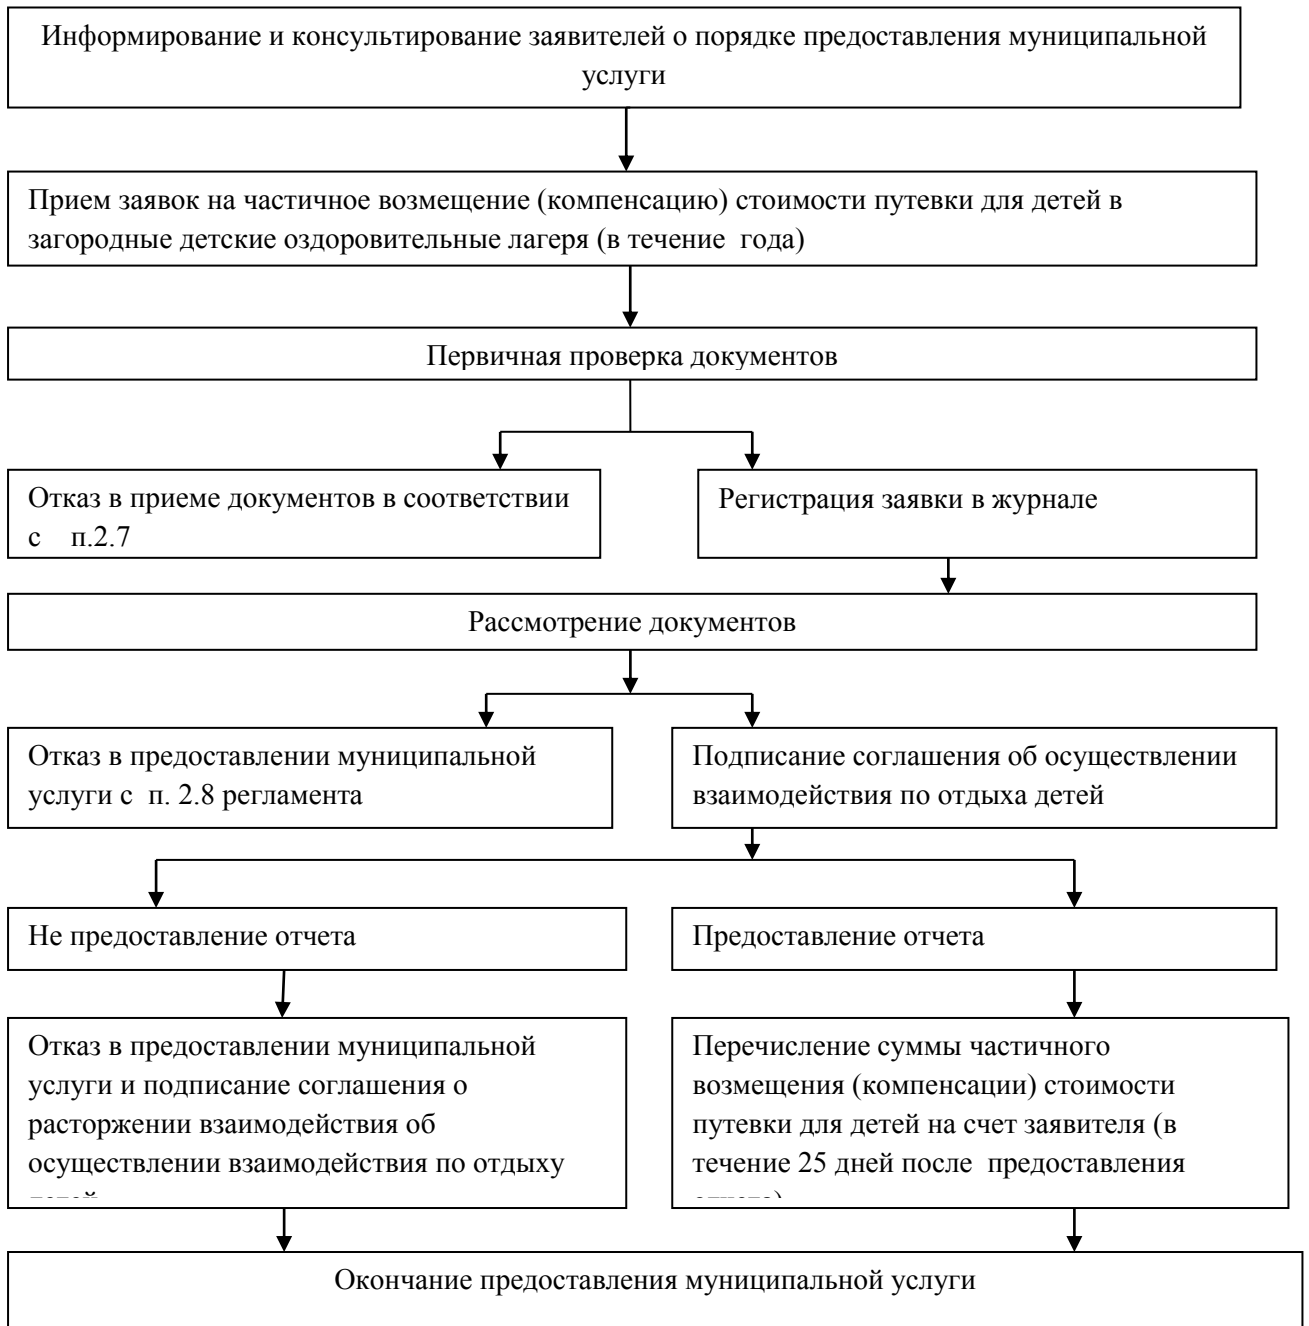 Информирование и консультирование заявителей о порядке предоставления муниципальной
услуги
Прием заявок на частичное возмещение (компенсацию) стоимости путевки для детей в
загородные детские оздоровительные лагеря (в течение года)
Первичная проверка документов
Отказ в приеме документов в соответствии
с п.2.7
Регистрация заявки в журнале
Рассмотрение документов
Отказ в предоставлении муниципальной
услуги с п. 2.8 регламента
Подписание соглашения об осуществлении
взаимодействия по отдыха детей
Не предоставление отчета
Предоставление отчета
Отказ в предоставлении муниципальной
услуги и подписание соглашения о
расторжении взаимодействия об
осуществлении взаимодействия по отдыху
Перечисление суммы частичного
возмещения (компенсации) стоимости
путевки для детей на счет заявителя (в
течение 25 дней после предоставления
Окончание предоставления муниципальной услуги